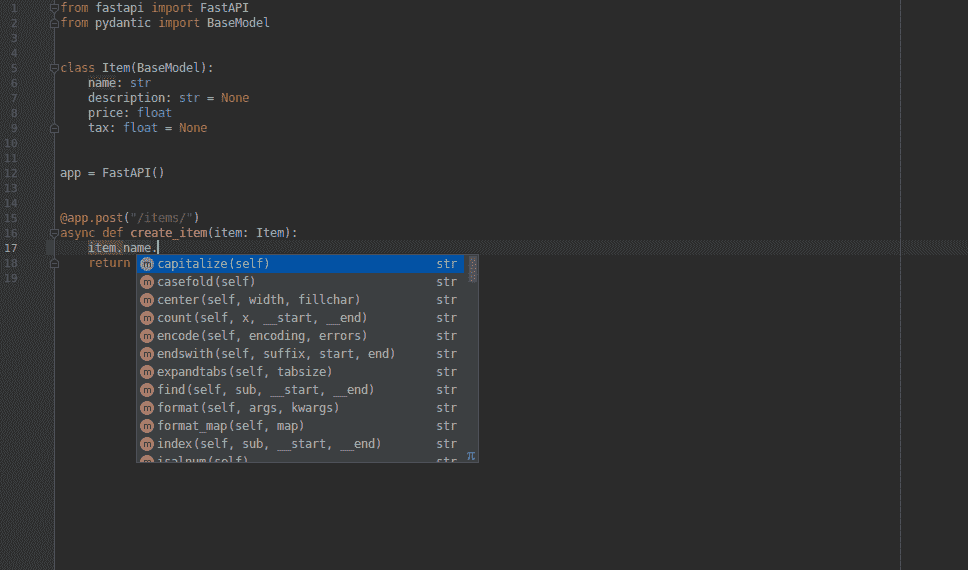 1 from fastapi import FastAPI
2 from pydantic import BaseModel
3
4
5 class Item(BaseModel):
6     name: str
7     description: str = None
8     price: float
9     tax: float = None
10
11
12 app = FastAPI()
13
14
15 @app.post("/items/")
16 async def create_item(item: Item):
17     item.name.
18     return
19
capitalize(self) str
casefold(self) str
center(self, width, fillchar) str
count(self, x, __start, __end) str
encode(self, encoding, errors) str
endswith(self, suffix, start, end) str
expandtabs(self, tabsize) str
find(self, sub, __start, __end) str
format(self, args, kwargs) str
format_map(self, map) str
index(self, sub, __start, __end) str
isalnum(self) str
π